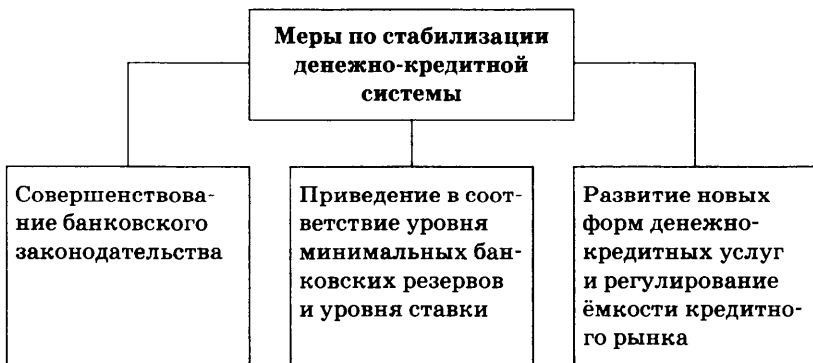 Меры по стабилизации
денежно-кредитной
системы
Совершенствова-
ние банковского
законодательства
Приведение в соот-
ветствие уровня
минимальных бан-
ковских резервов
и уровня ставки
Развитие новых
форм денежно-
кредитных услуг
и регулирование
ёмкости кредитно-
го рынка